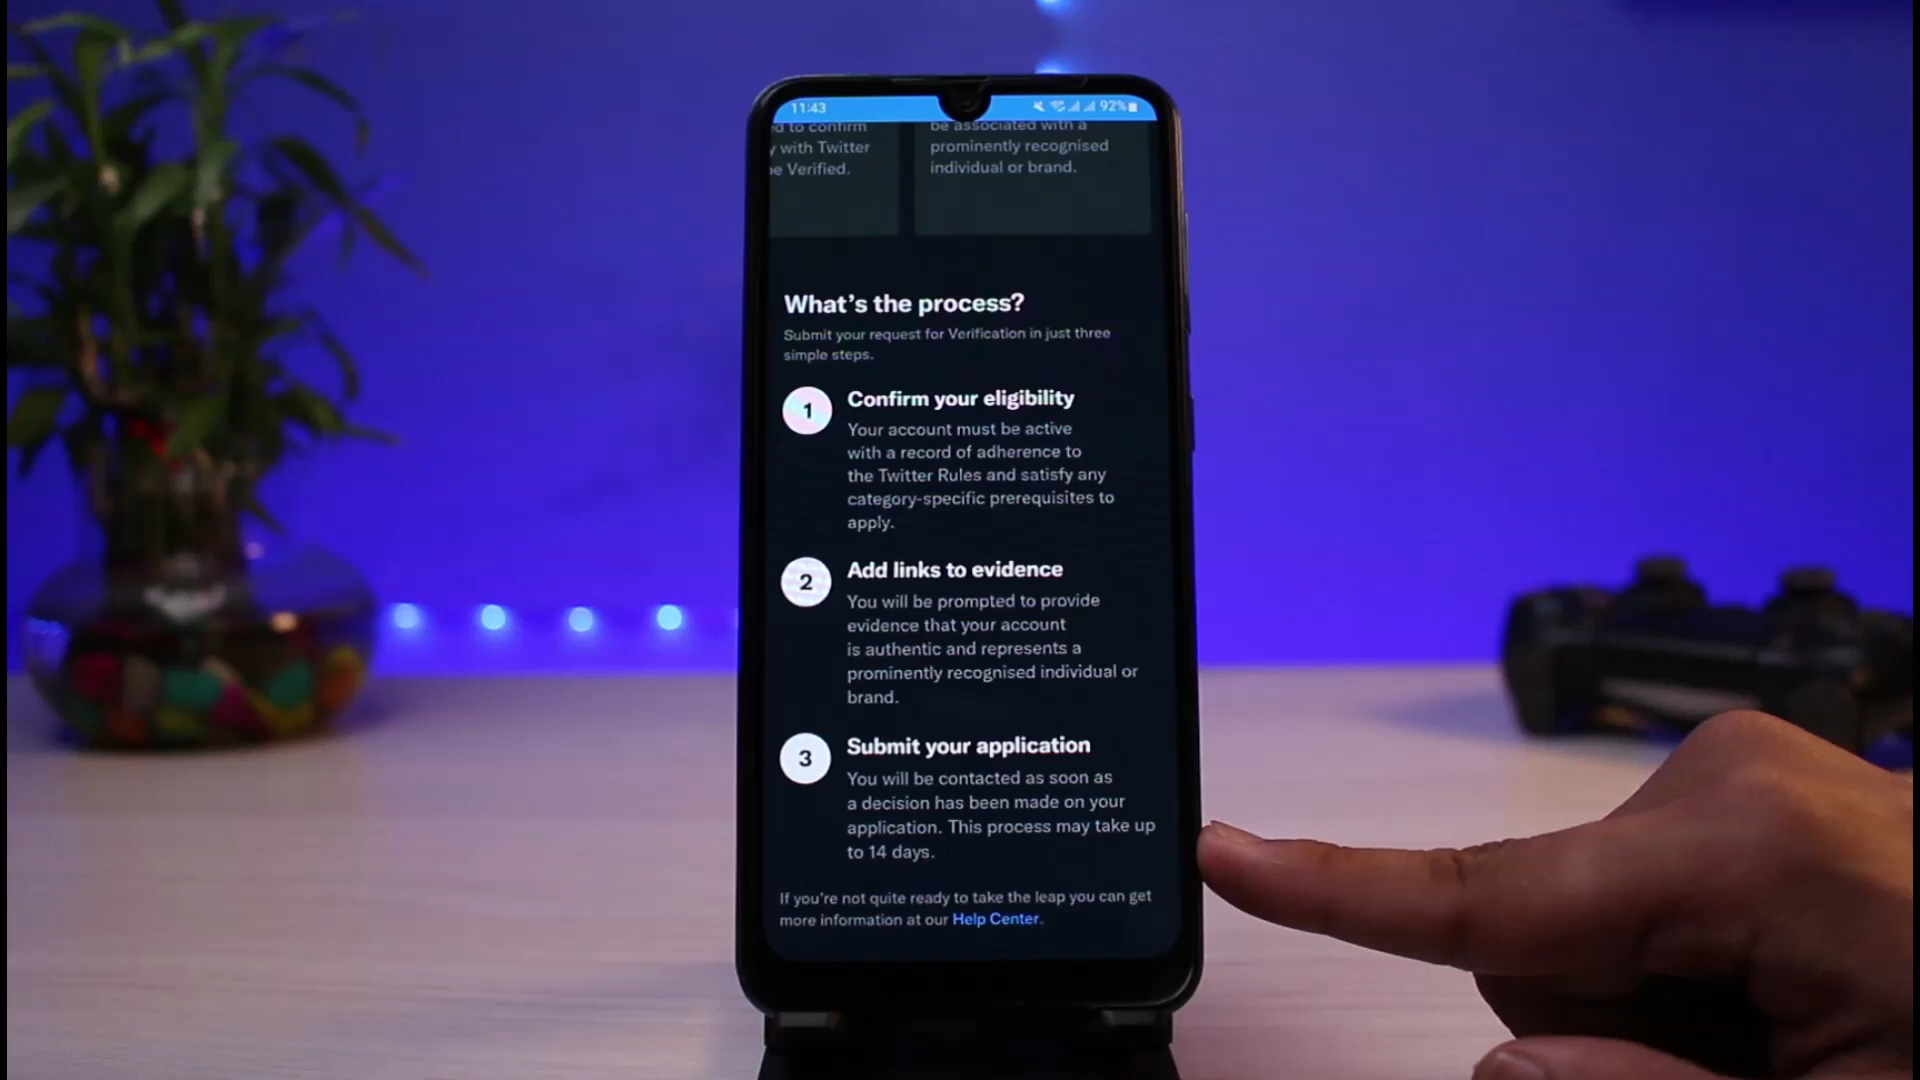 11:43
92%
ed to confirm
y with Twitter
be Verified.
be associated with a
prominently recognised
individual or brand.
What's the process?
Submit your request for Verification in just three
simple steps.
1
Confirm your eligibility
Your account must be active
with a record of adherence to
the Twitter Rules and satisfy any
category-specific prerequisites to
apply.
2
Add links to evidence
You will be prompted to provide
evidence that your account
is authentic and represents a
prominently recognised individual or
brand.
3
Submit your application
You will be contacted as soon as
a decision has been made on your
application. This process may take up
to 14 days.
If you're not quite ready to take the leap you can get
more information at our Help Center.